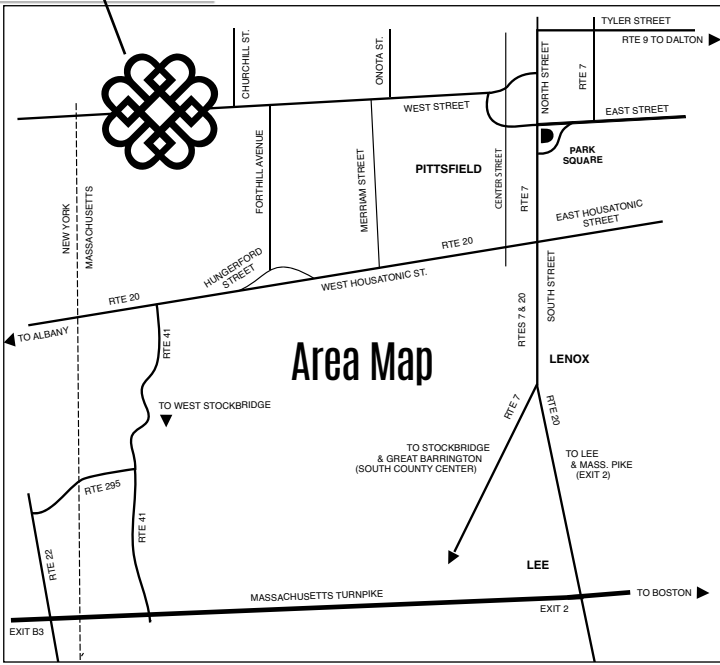 TYLER STREET
RTE 9 TO DALTON
CHURCHILL ST.
ONOTA ST.
NORTH STREET
RTE 7
WEST STREET
EAST STREET
PARK
SQUARE
PITTSFIELD
CENTER STREET
FORTHILL AVENUE
MERRIAM STREET
RTE 7
NEW YORK
MASSACHUSETTS
EAST HOUSATONIC
STREET
RTE 20
HUNGERFORD
STREET
WEST HOUSATONIC ST.
RTE 20
SOUTH STREET
RTES 7 & 20
TO ALBANY
RTE 41
Area Map
LENOX
TO WEST STOCKBRIDGE
RTE 7
RTE 20
TO STOCKBRIDGE
& GREAT BARRINGTON
(SOUTH COUNTY CENTER)
TO LEE
& MASS. PIKE
(EXIT 2)
RTE 295
RTE 41
RTE 22
LEE
MASSACHUSETTS TURNPIKE
TO BOSTON
EXIT 2
EXIT B3